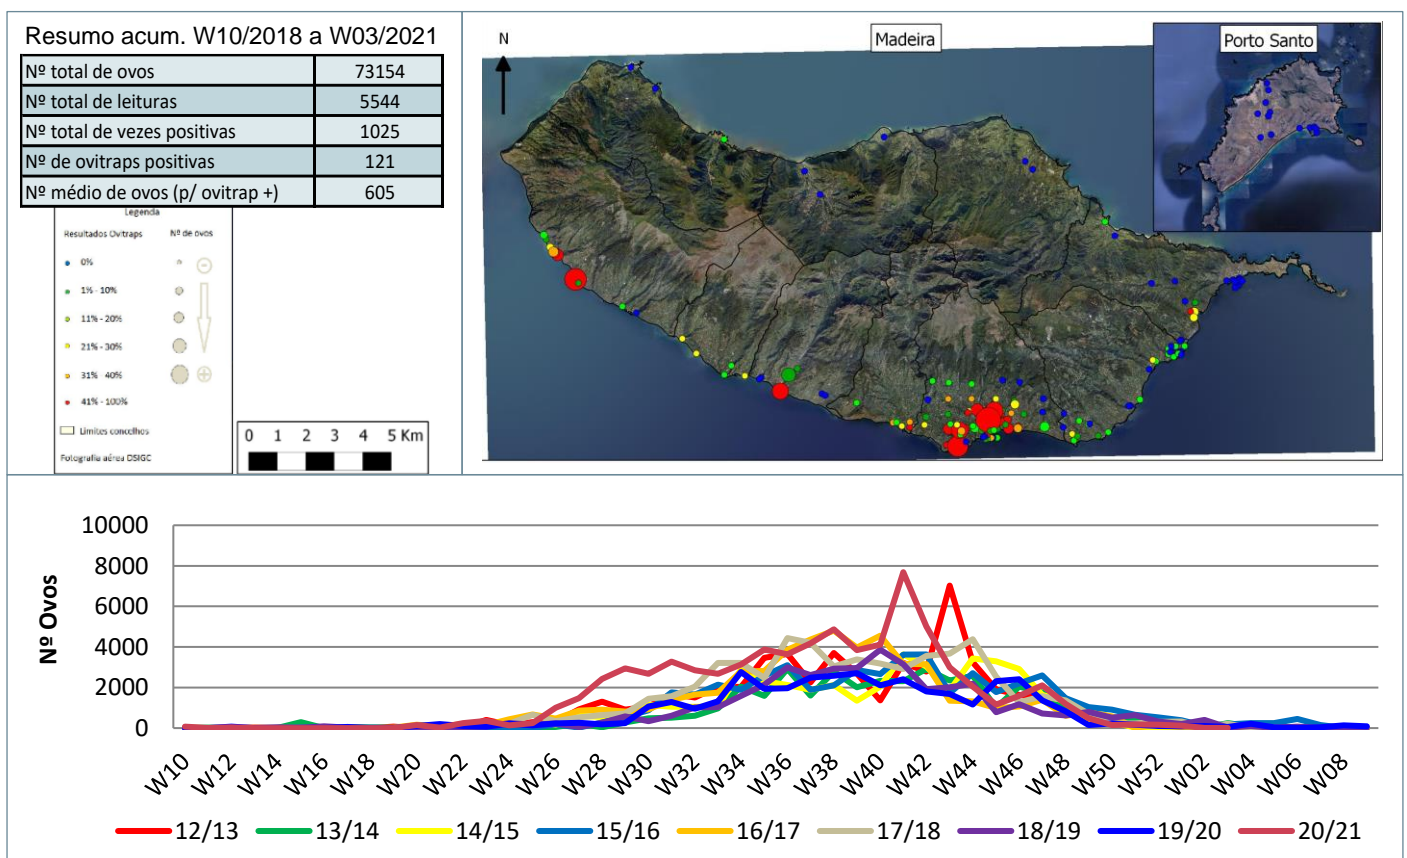 Resumo acum. W10/2018 a W03/2021
Nº total de ovos 73154
Nº total de leituras 5544
Nº total de vezes positivas 1025
Nº de ovitraps positivas 121
Nº médio de ovos (p/ ovitrap +) 605
Legenda
Resultados Ovitraps Nº de ovos
0%
1% - 10%
11% - 20%
21% - 30%
31% - 40%
41% - 100%
Limites concelhos
Fotografia aérea DSIGC
0 1 2 3 4 5 Km
N
Madeira
Porto Santo
Nº Ovos
10000
8000
6000
4000
2000
0
W10 W12 W14 W16 W18 W20 W22 W24 W26 W28 W30 W32 W34 W36 W38 W40 W42 W44 W46 W48 W50 W52 W02 W04 W06 W08
12/13 13/14 14/15 15/16 16/17 17/18 18/19 19/20 20/21